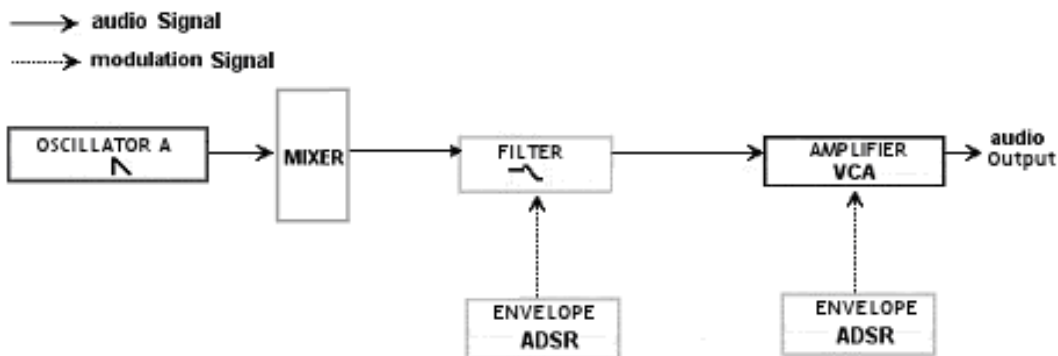 audio Signal
modulation Signal
OSCILLATOR A
MIXER
FILTER
AMPLIFIER
VCA
audio
Output
ENVELOPE
ADSR
ENVELOPE
ADSR